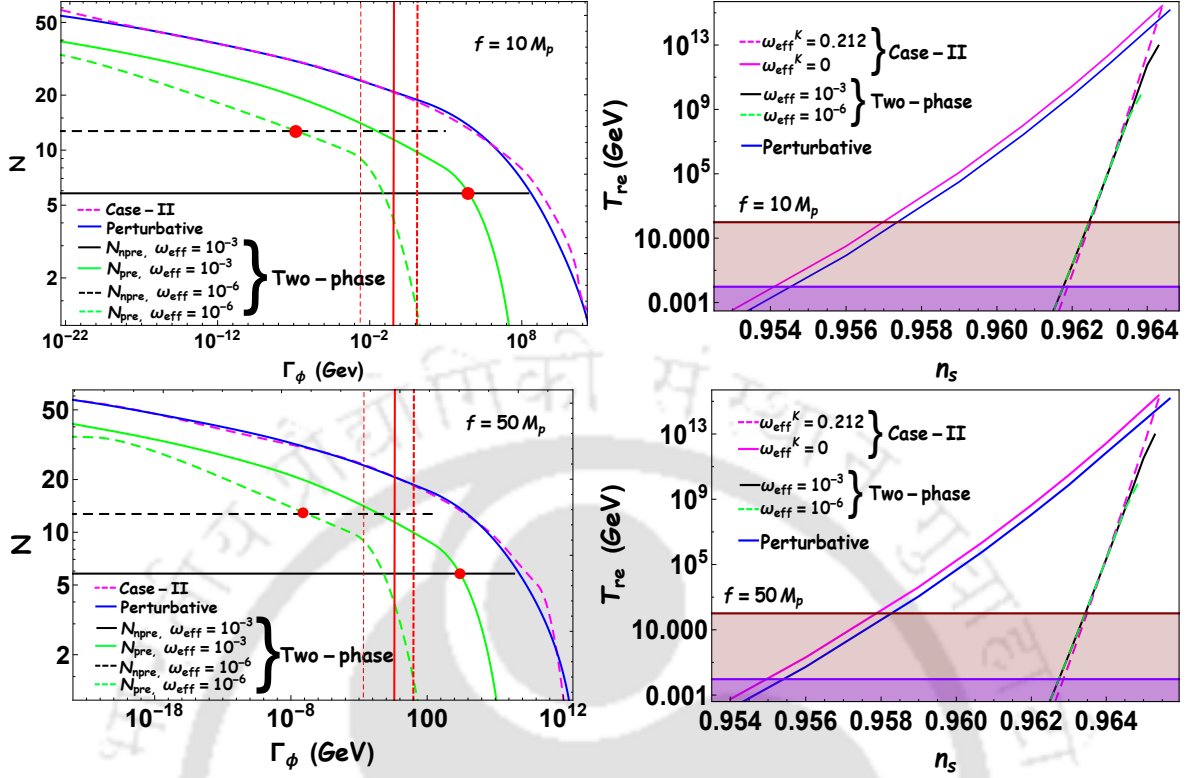 f = 10 M_p
50
20
10
5
2
N
Case-II
Perturbative
N_npre, ω_eff = 10^-3
N_pre, ω_eff = 10^-3
N_npre, ω_eff = 10^-6
N_pre, ω_eff = 10^-6
Two-phase
10^-22 10^-12 10^-2 10^8
Γ_ϕ (Gev)
ω_eff^K = 0.212
ω_eff^K = 0
Case-II
ω_eff = 10^-3
ω_eff = 10^-6
Two-phase
Perturbative
f = 10 M_p
10^13
10^9
10^5
10.000
0.001
T_re (GeV)
0.954 0.956 0.958 0.960 0.962 0.964
n_s
f = 50 M_p
50
20
10
5
2
N
Case-II
Perturbative
N_npre, ω_eff = 10^-3
N_pre, ω_eff = 10^-3
N_npre, ω_eff = 10^-6
N_pre, ω_eff = 10^-6
Two-phase
10^-18 10^-8 100 10^12
Γ_ϕ (GeV)
ω_eff^K = 0.212
ω_eff^K = 0
Case-II
ω_eff = 10^-3
ω_eff = 10^-6
Two-phase
Perturbative
f = 50 M_p
10^13
10^9
10^5
10.000
0.001
T_re (GeV)
0.954 0.956 0.958 0.960 0.962 0.964
n_s